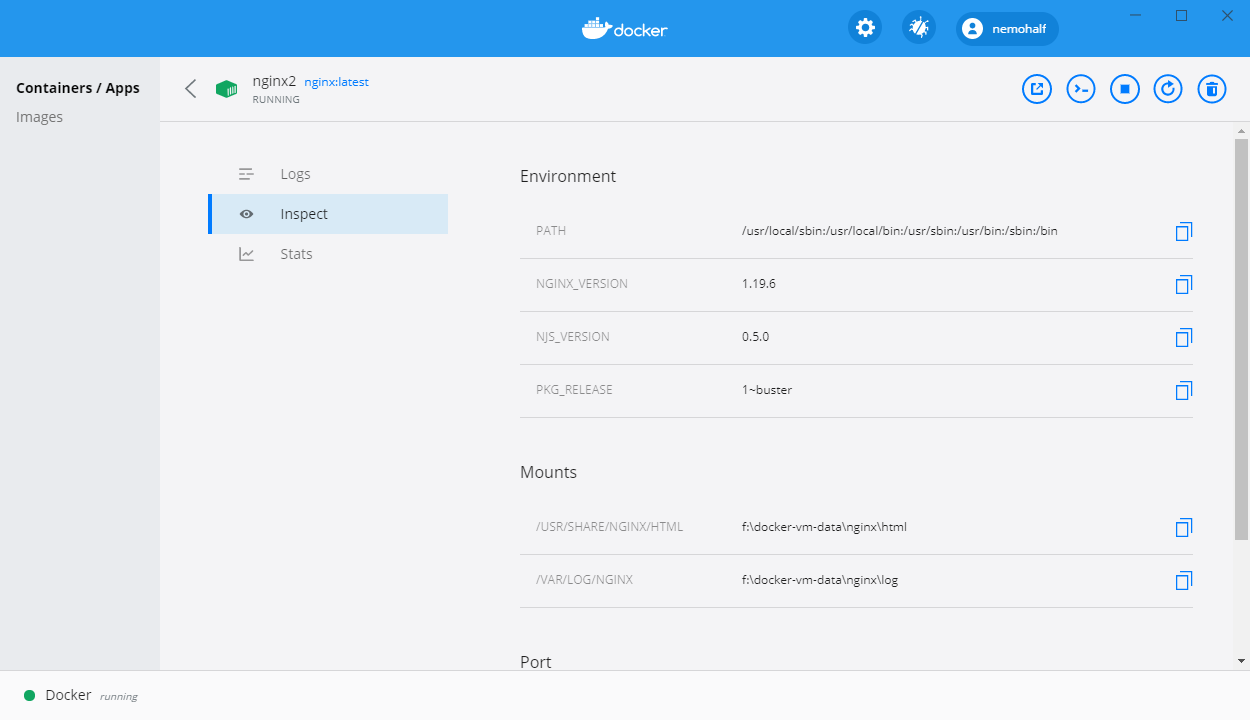 docker
nemohalf
Containers / Apps
Images
nginx2 nginx:latest
RUNNING
Logs
Inspect
Stats
Environment
PATH /usr/local/sbin:/usr/local/bin:/usr/sbin:/usr/bin:/sbin:/bin
NGINX_VERSION 1.19.6
NJS_VERSION 0.5.0
PKG_RELEASE 1~buster
Mounts
/USR/SHARE/NGINX/HTML f:\docker-vm-data\nginx\html
/VAR/LOG/NGINX f:\docker-vm-data\nginx\log
Port
Docker running